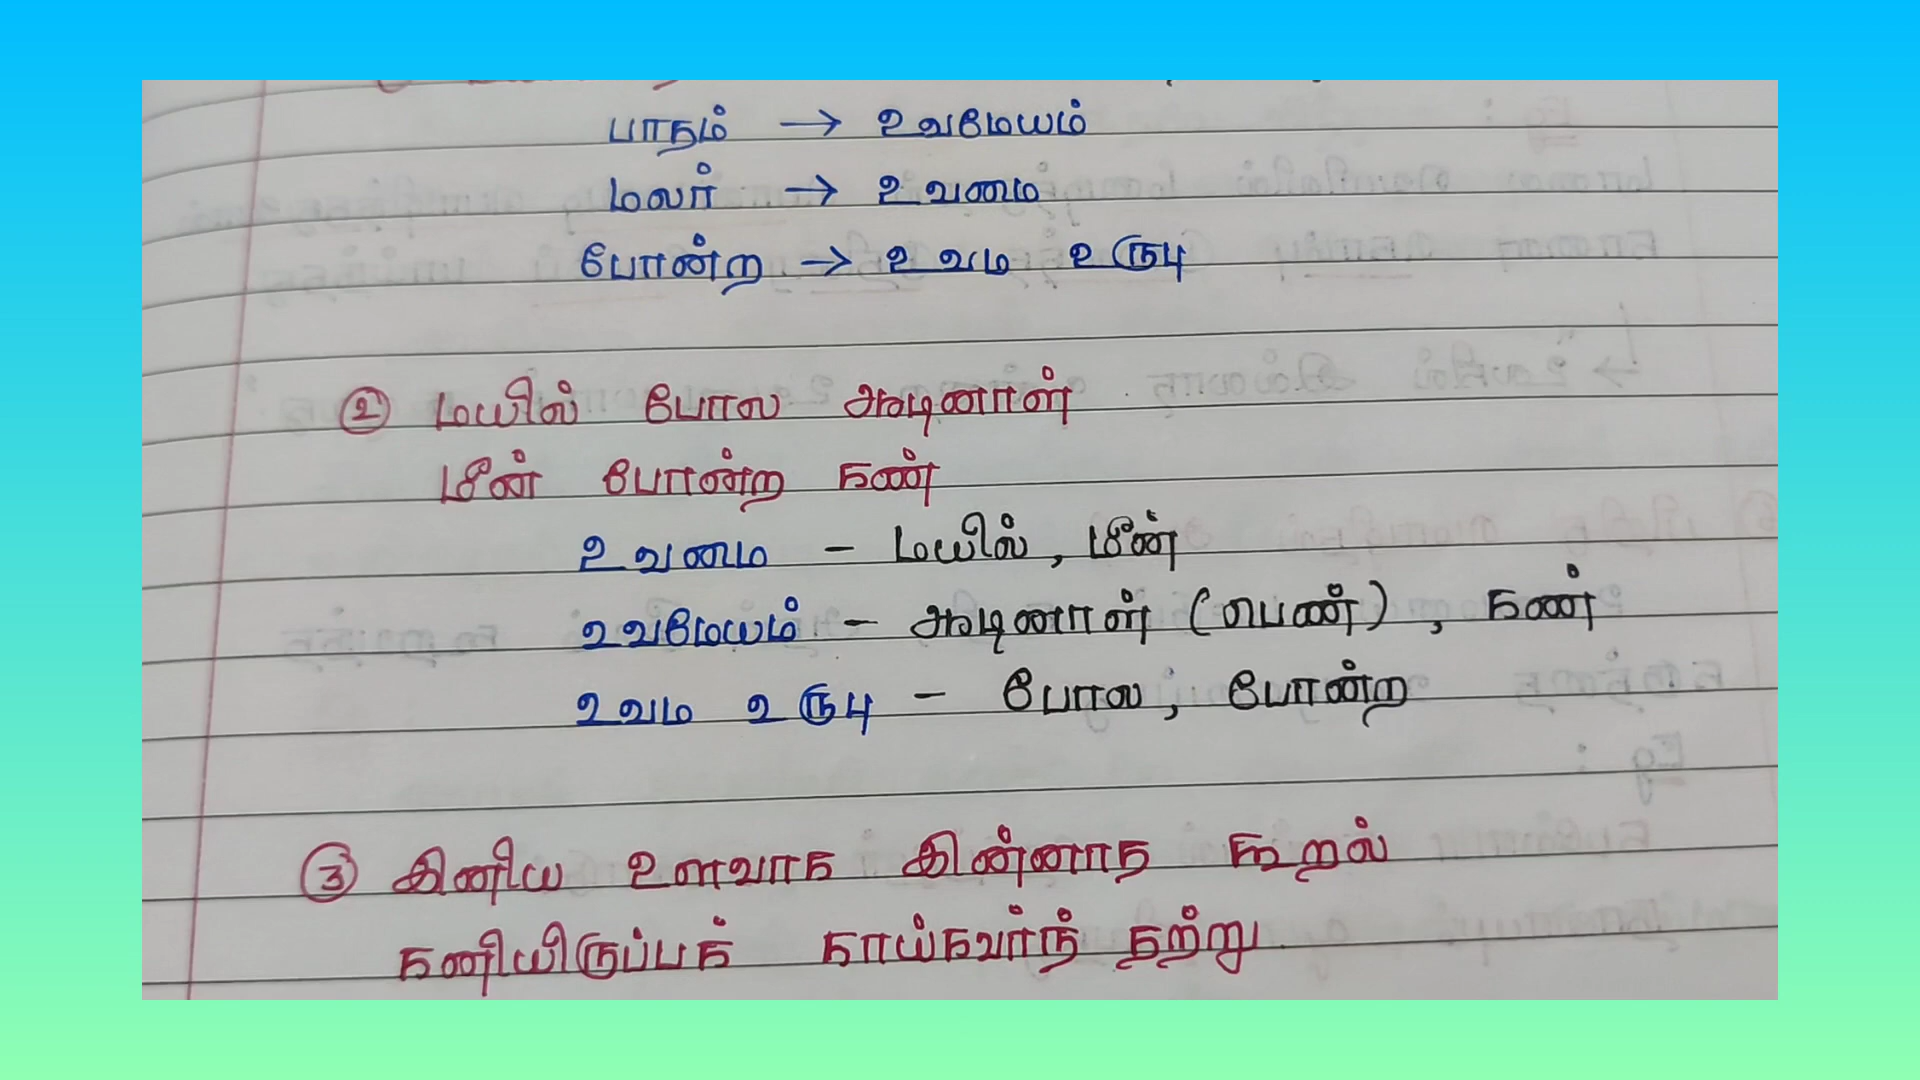 பாதம் → உவமேயம்
மலர் → உவமை
போன்ற → உவம உருபு
② மயில் போல ஆடினாள்
மீன் போன்ற கண்
உவமை – மயில், மீன்
உவமேயம் – ஆடினாள் (பெண்), கண்
உவம உருபு – போல, போன்ற
③ இனிய உளவாக இன்னாத கூறல்
கனியிருப்பக் காய்கவர்ந் தற்று